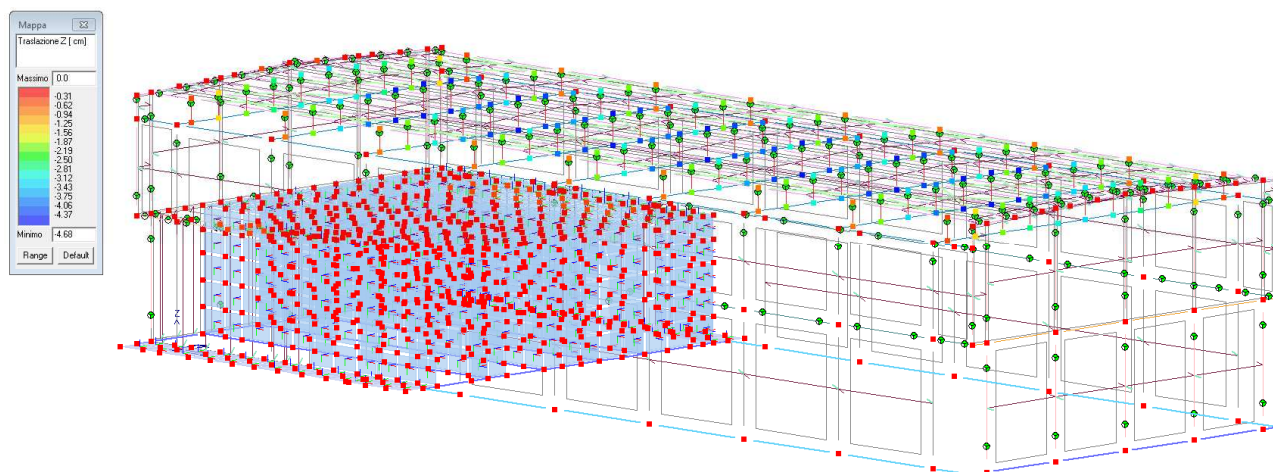 Mappa
Traslazione Z [ cm]
Massimo 0.0
-0.31
-0.62
-0.94
-1.25
-1.56
-1.87
-2.19
-2.50
-2.81
-3.12
-3.43
-3.75
-4.06
-4.37
Minimo -4.68
Range Default
Z